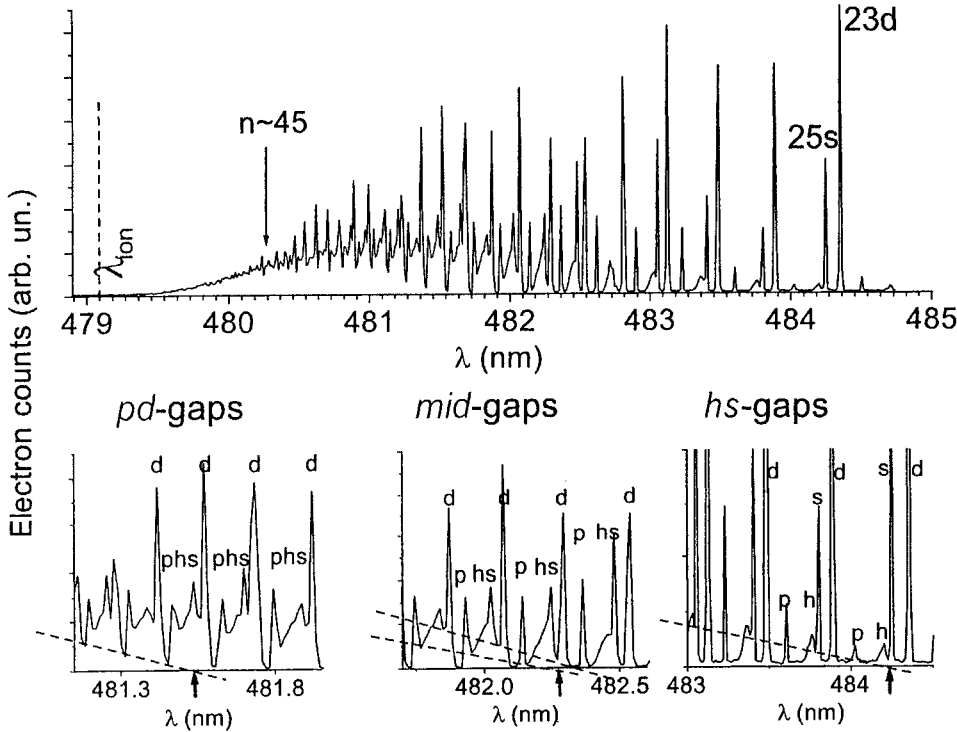 23d
n~45
25s
λion
Electron counts (arb. un.)
479 480 481 482 483 484 485
λ (nm)
pd-gaps mid-gaps hs-gaps
d d d d
phs phs phs
481.3 481.8
λ (nm)
d d d d
p hs p hs p hs
482.0 482.5
λ (nm)
d s d s d
p h p h
483 484
λ (nm)